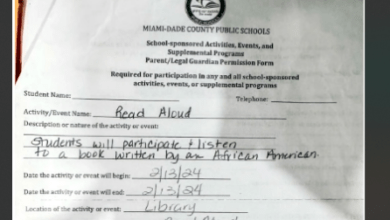 MIAMI-DADE COUNTY PUBLIC SCHOOLS
School-sponsored Activities, Events, and
Supplemental Programs
Parent/Legal Guardian Permission Form
Required for participation in any and all school-sponsored
activities, events, or supplemental programs
Student Name: Telephone:
Activity/Event Name: Read Aloud
Description or nature of the activity or event:
Students will participate & listen
to a book written by an African American.
Date the activity or event will begin: 2/13/24
Date the activity or event will end: 2/13/24
Location of the activity or event: Library